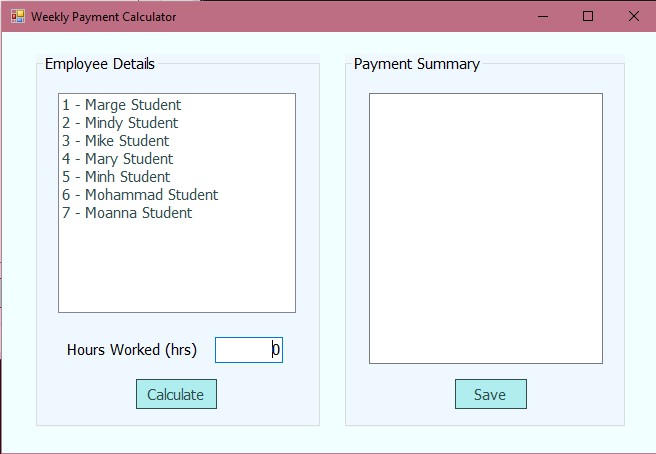 Weekly Payment Calculator
Employee Details
1 - Marge Student
2 - Mindy Student
3 - Mike Student
4 - Mary Student
5 - Minh Student
6 - Mohammad Student
7 - Moanna Student
Hours Worked (hrs) 0
Calculate
Payment Summary
Save